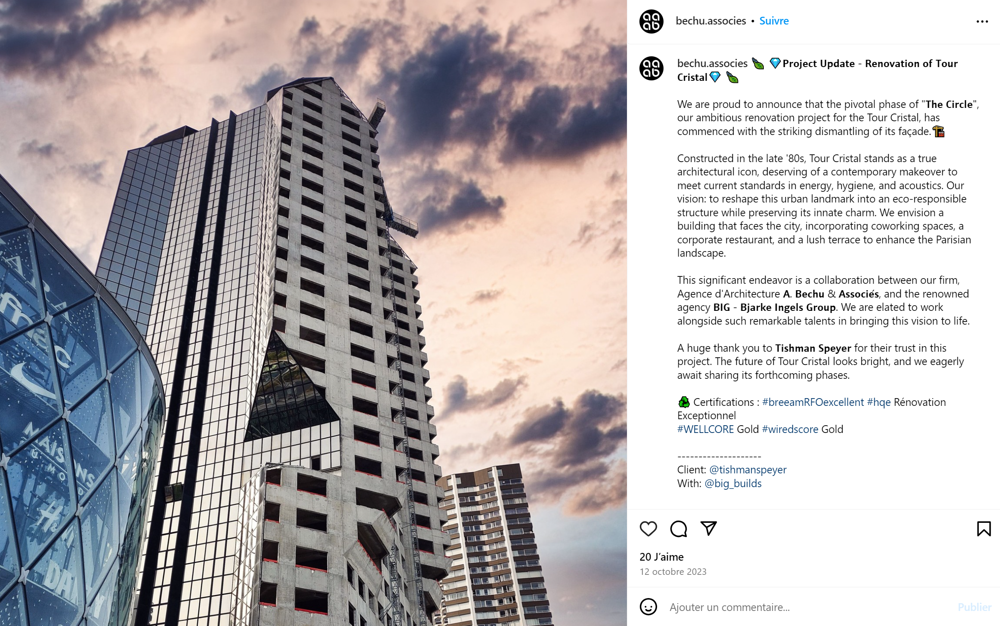 bechu.associes • Suivre
bechu.associes Project Update - Renovation of Tour
Cristal
We are proud to announce that the pivotal phase of "The Circle",
our ambitious renovation project for the Tour Cristal, has
commenced with the striking dismantling of its façade.
Constructed in the late '80s, Tour Cristal stands as a true
architectural icon, deserving of a contemporary makeover to
meet current standards in energy, hygiene, and acoustics. Our
vision: to reshape this urban landmark into an eco-responsible
structure while preserving its innate charm. We envision a
building that faces the city, incorporating coworking spaces, a
corporate restaurant, and a lush terrace to enhance the Parisian
landscape.
This significant endeavor is a collaboration between our firm,
Agence d'Architecture A. Bechu & Associés, and the renowned
agency BIG - Bjarke Ingels Group. We are elated to work
alongside such remarkable talents in bringing this vision to life.
A huge thank you to Tishman Speyer for their trust in this
project. The future of Tour Cristal looks bright, and we eagerly
await sharing its forthcoming phases.
Certifications : #breeamRFOexcellent #hqe Rénovation
Exceptionnel
#WELLCORE Gold #wiredscore Gold
--------------------
Client: @tishmanspeyer
With: @big_builds
20 J’aime
12 octobre 2023
Ajouter un commentaire...
Publier
MAISONS
DU MO
H&M